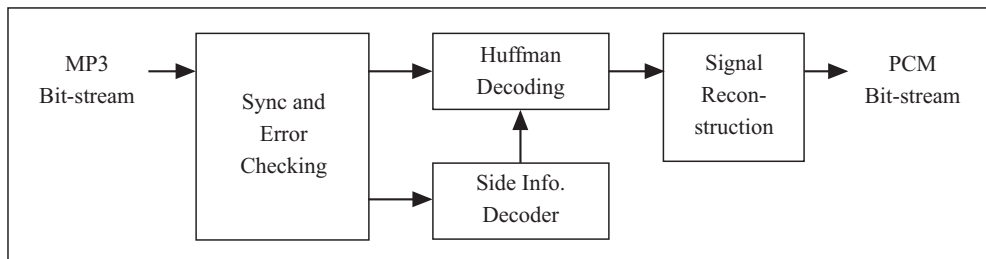 MP3
Bit-stream
Sync and
Error
Checking
Huffman
Decoding
Side Info.
Decoder
Signal
Recon-
struction
PCM
Bit-stream